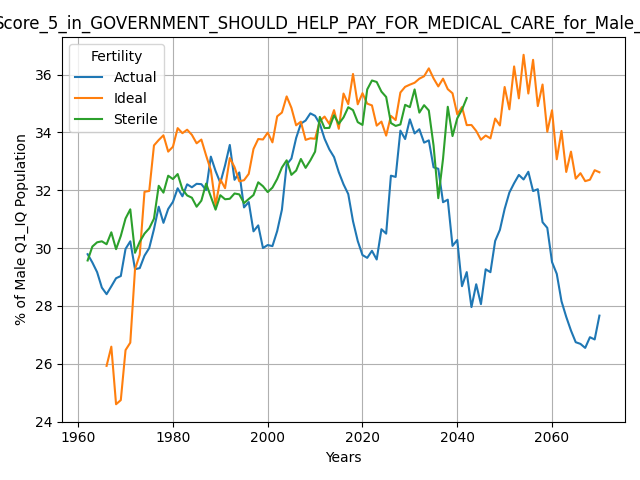 Score_5_in_GOVERNMENT_SHOULD_HELP_PAY_FOR_MEDICAL_CARE_for_Male_
Fertility
Actual
Ideal
Sterile
% of Male Q1_IQ Population
36
34
32
30
28
26
24
1960
1980
2000
2020
2040
2060
Years